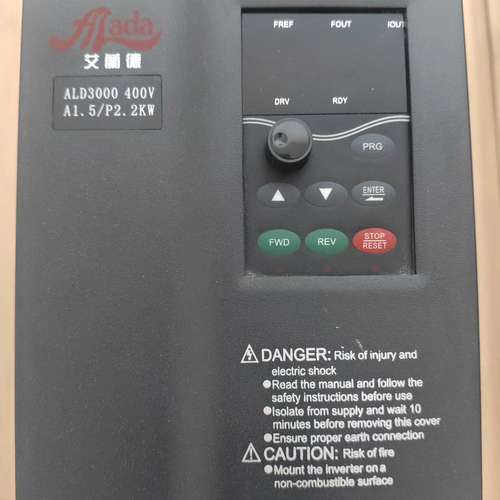 Alada
艾蘭德
ALD3000 400V
A1.5/P2.2KW
FREF FOUT IOUT
DRV RDY
PRG
ENTER
FWD REV STOP
RESET
DANGER: Risk of injury and
electric shock
●Read the manual and follow the
safety instructions before use
●Isolate from supply and wait 10
minutes before removing this cover
●Ensure proper earth connection
CAUTION: Risk of fire
●Mount the inverter on a
non-combustible surface